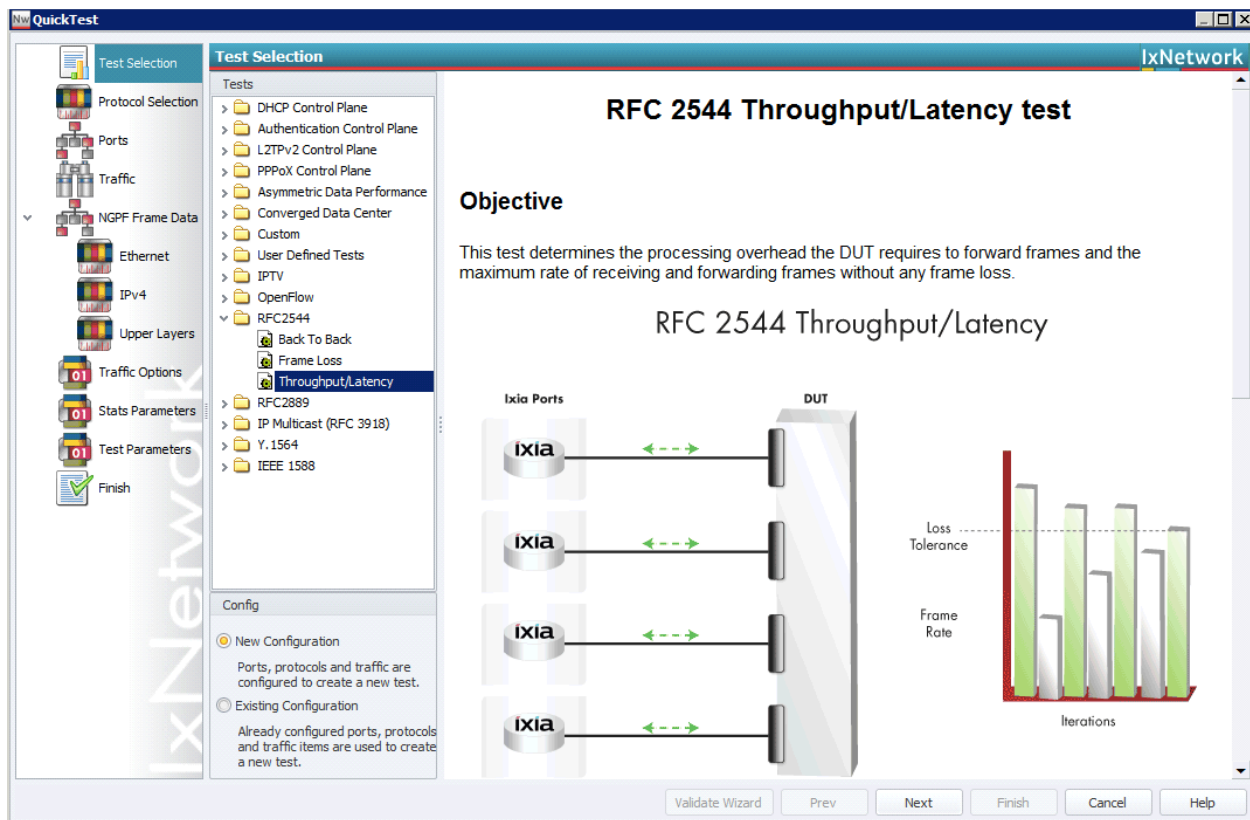 Nw QuickTest
Test Selection
Protocol Selection
Ports
Traffic
NGPF Frame Data
Ethernet
IPv4
Upper Layers
Traffic Options
01
Stats Parameters
01
Test Parameters
01
Finish
IxNetwork
Test Selection
IxNetwork
Tests
DHCP Control Plane
Authentication Control Plane
L2TPv2 Control Plane
PPPoX Control Plane
Asymmetric Data Performance
Converged Data Center
Custom
User Defined Tests
IPTV
OpenFlow
RFC2544
Back To Back
Frame Loss
Throughput/Latency
RFC2889
IP Multicast (RFC 3918)
Y.1564
IEEE 1588
Config
New Configuration
Ports, protocols and traffic are
configured to create a new test.
Existing Configuration
Already configured ports, protocols
and traffic items are used to create
a new test.
RFC 2544 Throughput/Latency test
Objective
This test determines the processing overhead the DUT requires to forward frames and the
maximum rate of receiving and forwarding frames without any frame loss.
RFC 2544 Throughput/Latency
Ixia Ports
DUT
ixia
ixia
ixia
ixia
Loss
Tolerance
Frame
Rate
Iterations
Validate Wizard
Prev
Next
Finish
Cancel
Help